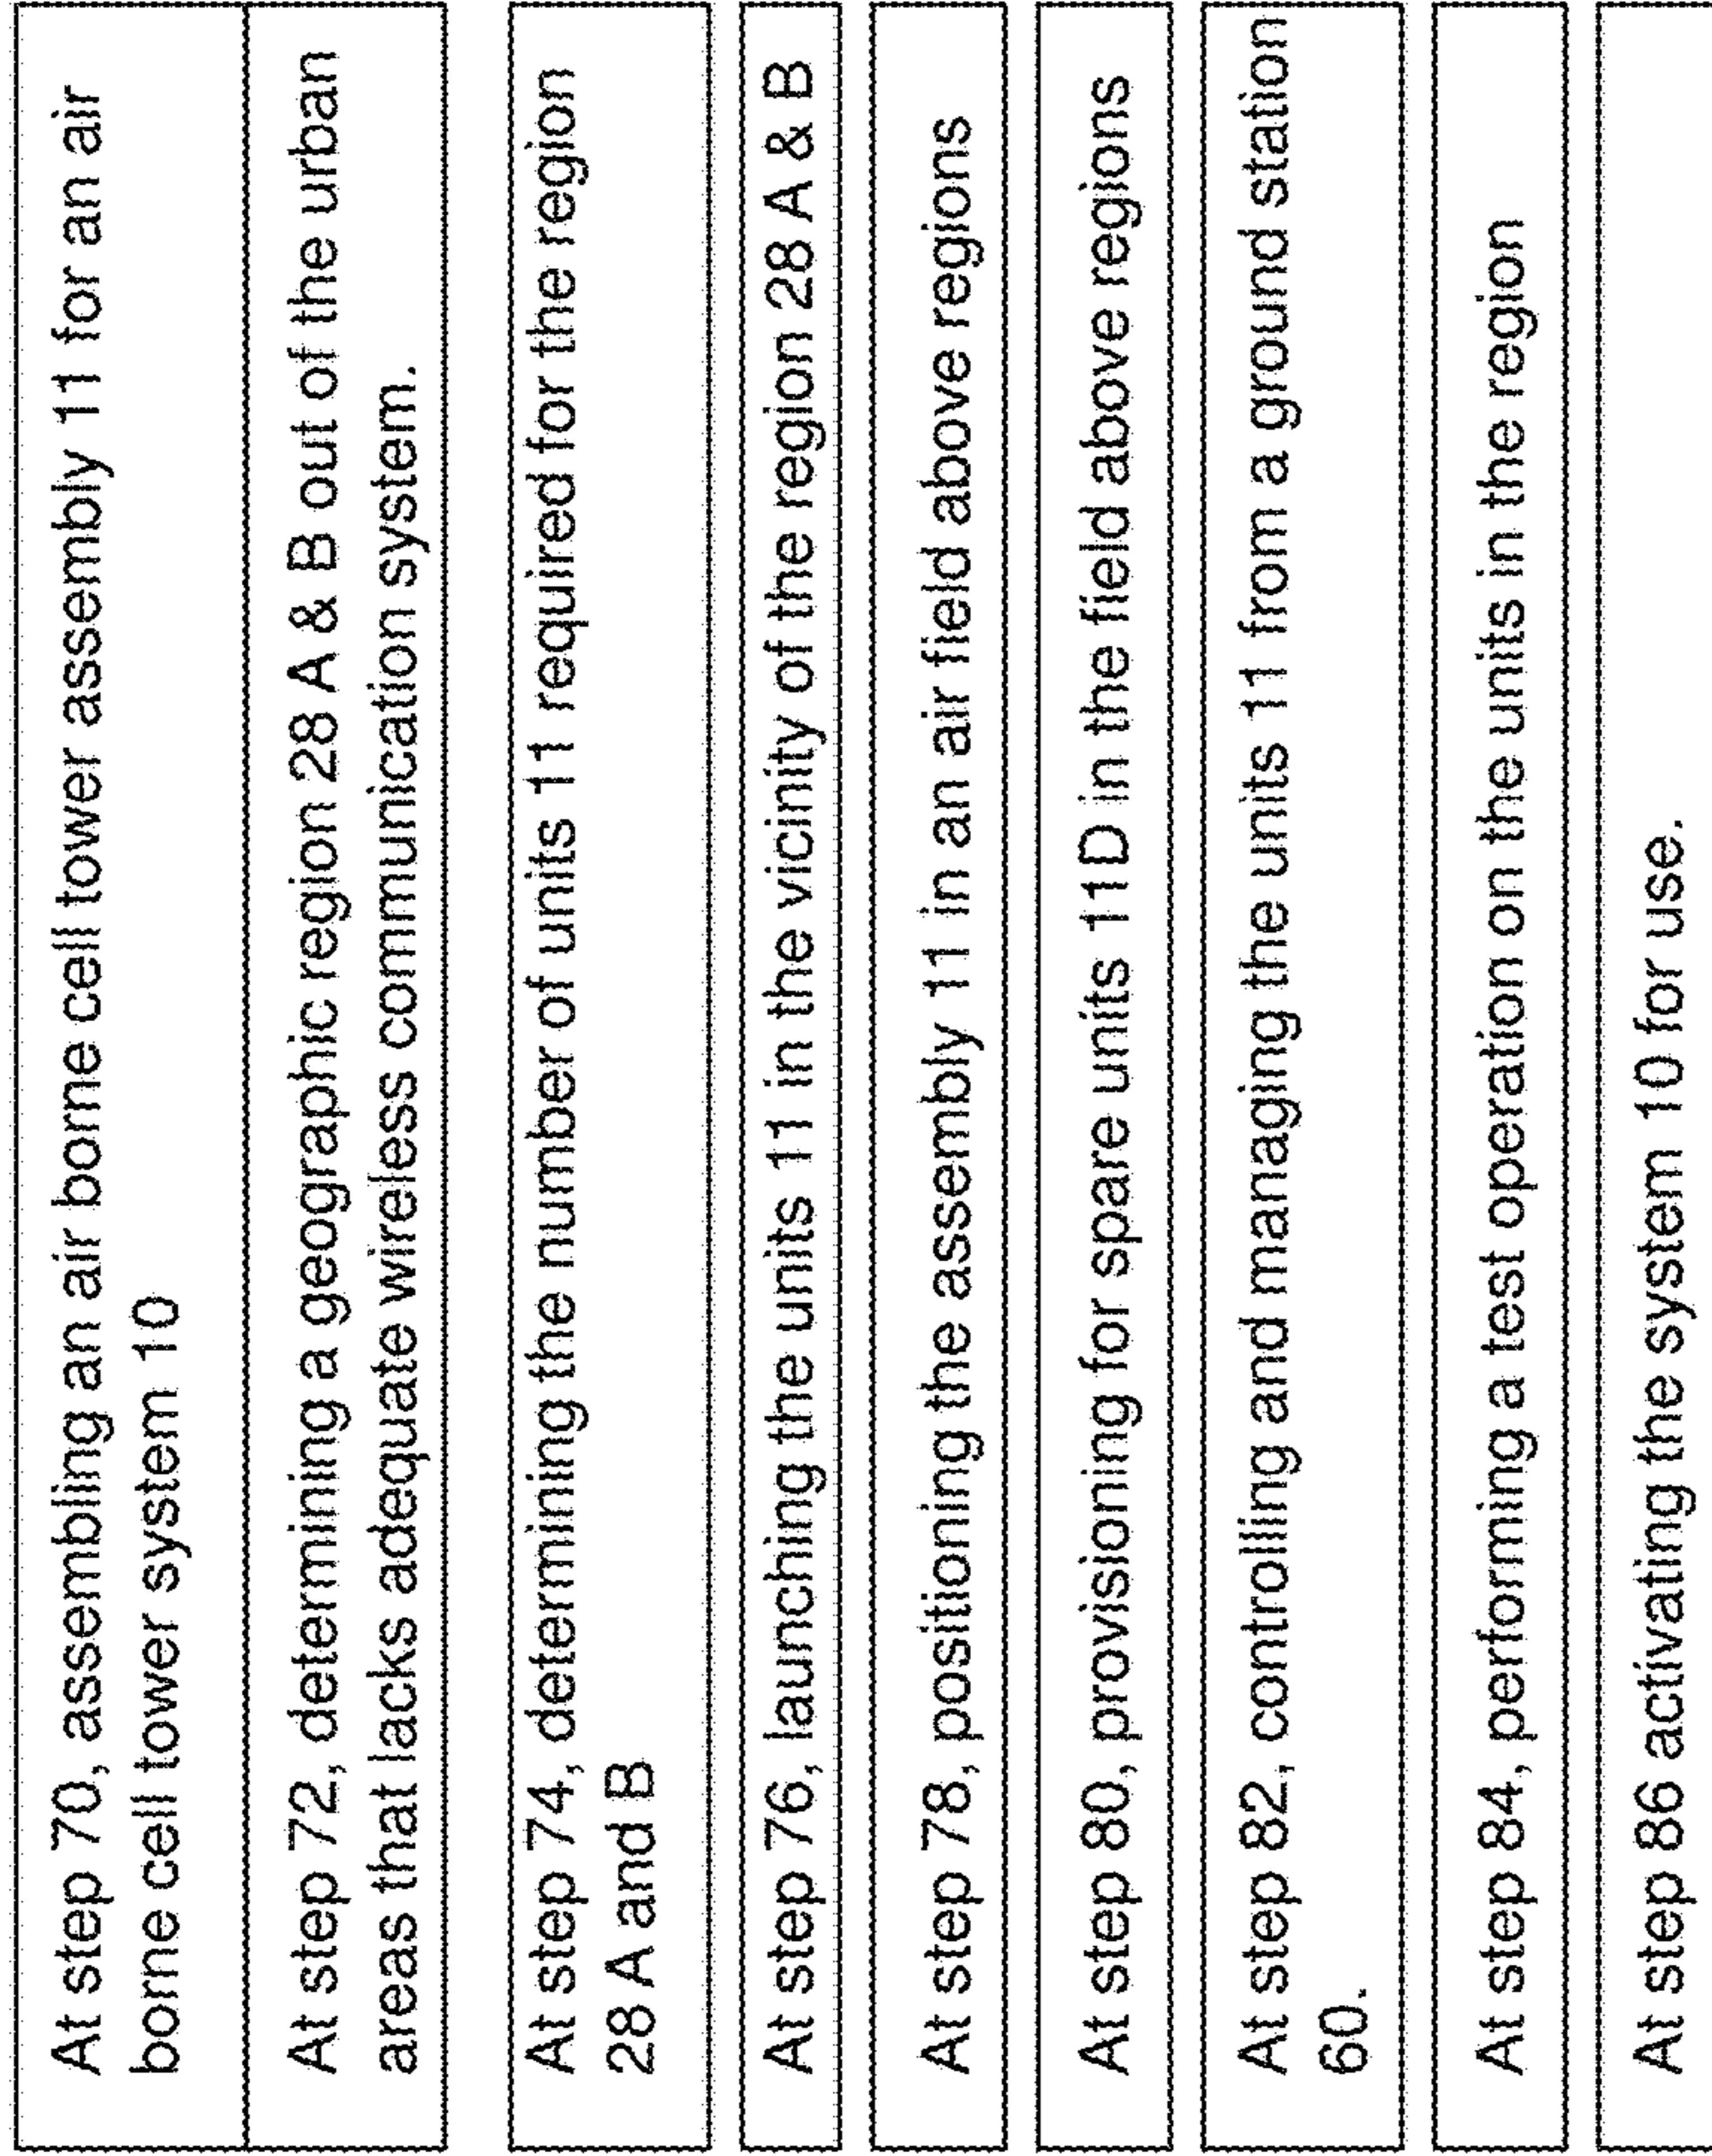 At step 70, assembling an air borne cell tower assembly 11 for an air
borne cell tower system 10
At step 72, determining a geographic region 28 A & B out of the urban
areas that lacks adequate wireless communication system.
At step 74, determining the number of units 11 required for the region
28 A and B
At step 76, launching the units 11 in the vicinity of the region 28 A & B
At step 78, positioning the assembly 11 in an air field above regions
At step 80, provisioning for spare units 11D in the field above regions
At step 82, controlling and managing the units 11 from a ground station
60.
At step 84, performing a test operation on the units in the region
At step 86 activating the system 10 for use.